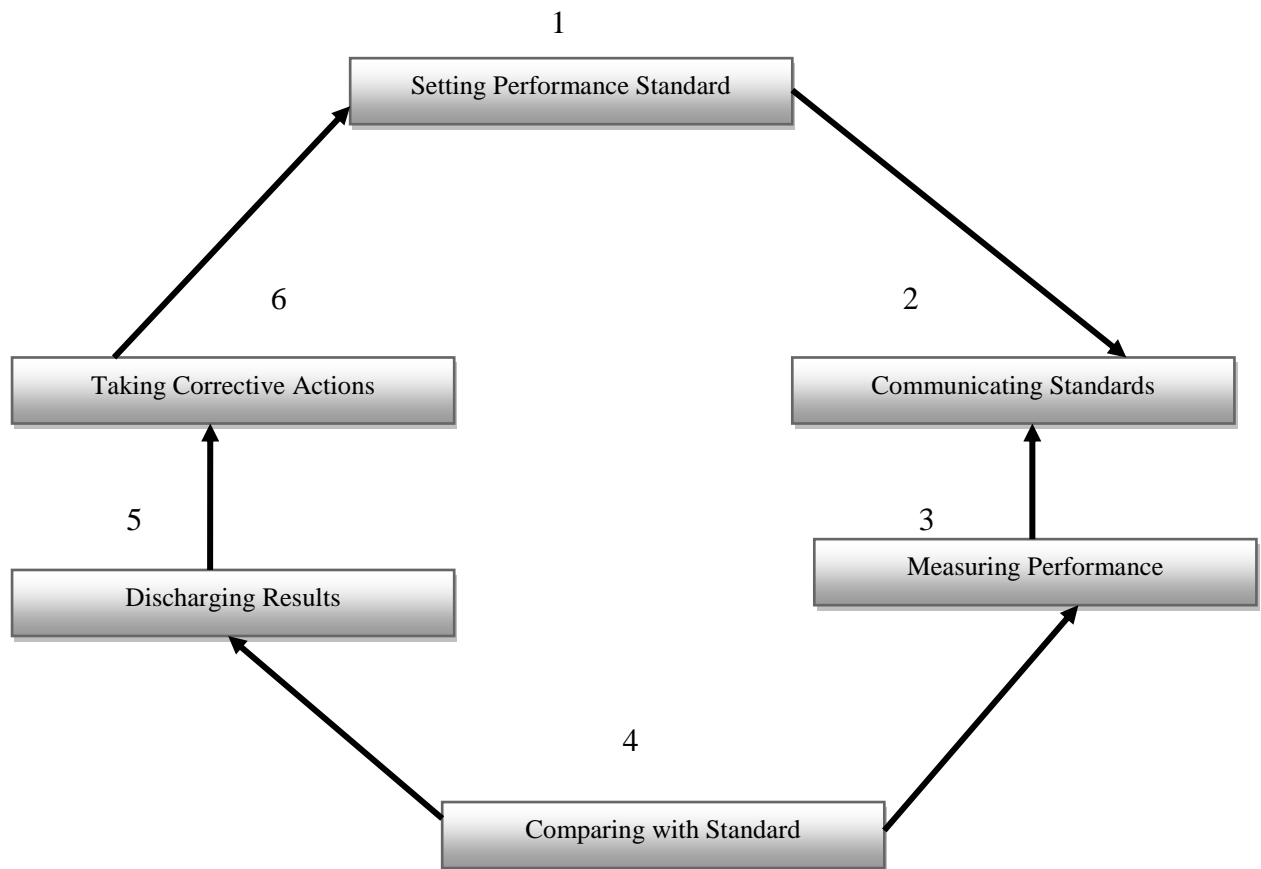 1
Setting Performance Standard
6
2
Taking Corrective Actions
Communicating Standards
5
3
Measuring Performance
Discharging Results
4
Comparing with Standard